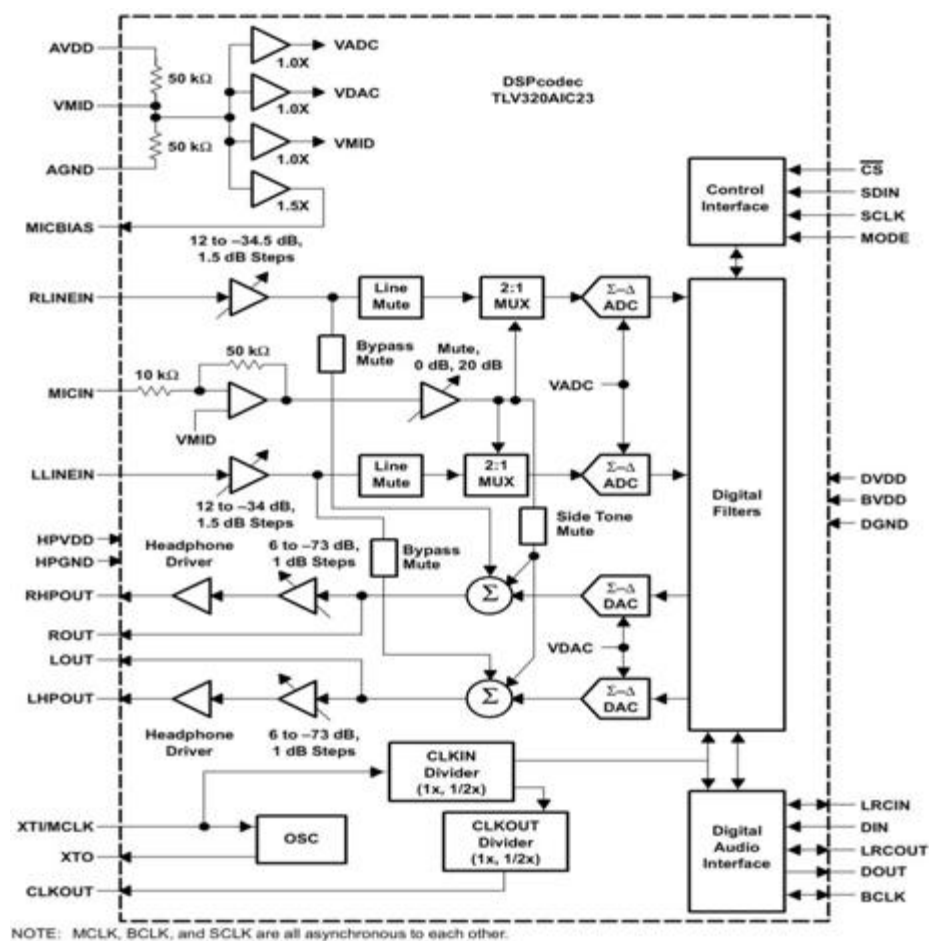 AVDD
50 kΩ
VMID
50 kΩ
AGND
MICBIAS
1.0X
VADC
1.0X
VDAC
1.0X
VMID
1.5X
DSPcodec
TLV320AIC23
Control
Interface
CS
SDIN
SCLK
MODE
12 to –34.5 dB,
1.5 dB Steps
RLINEIN
Line
Mute
2:1
MUX
Σ–Δ
ADC
Bypass
Mute
50 kΩ
10 kΩ
MICIN
VMID
Mute,
0 dB, 20 dB
VADC
LLINEIN
12 to –34 dB,
1.5 dB Steps
Line
Mute
2:1
MUX
Σ–Δ
ADC
Digital
Filters
DVDD
BVDD
DGND
Side Tone
Mute
HPVDD
HPGND
Headphone
Driver
6 to –73 dB,
1 dB Steps
Bypass
Mute
RHPOUT
Σ
Σ–Δ
DAC
ROUT
LOUT
VDAC
LHPOUT
Σ
Σ–Δ
DAC
Headphone
Driver
6 to –73 dB,
1 dB Steps
CLKIN
Divider
(1x, 1/2x)
XTI/MCLK
OSC
XTO
CLKOUT
CLKOUT
Divider
(1x, 1/2x)
Digital
Audio
Interface
LRCIN
DIN
LRCOUT
DOUT
BCLK
NOTE: MCLK, BCLK, and SCLK are all asynchronous to each other.